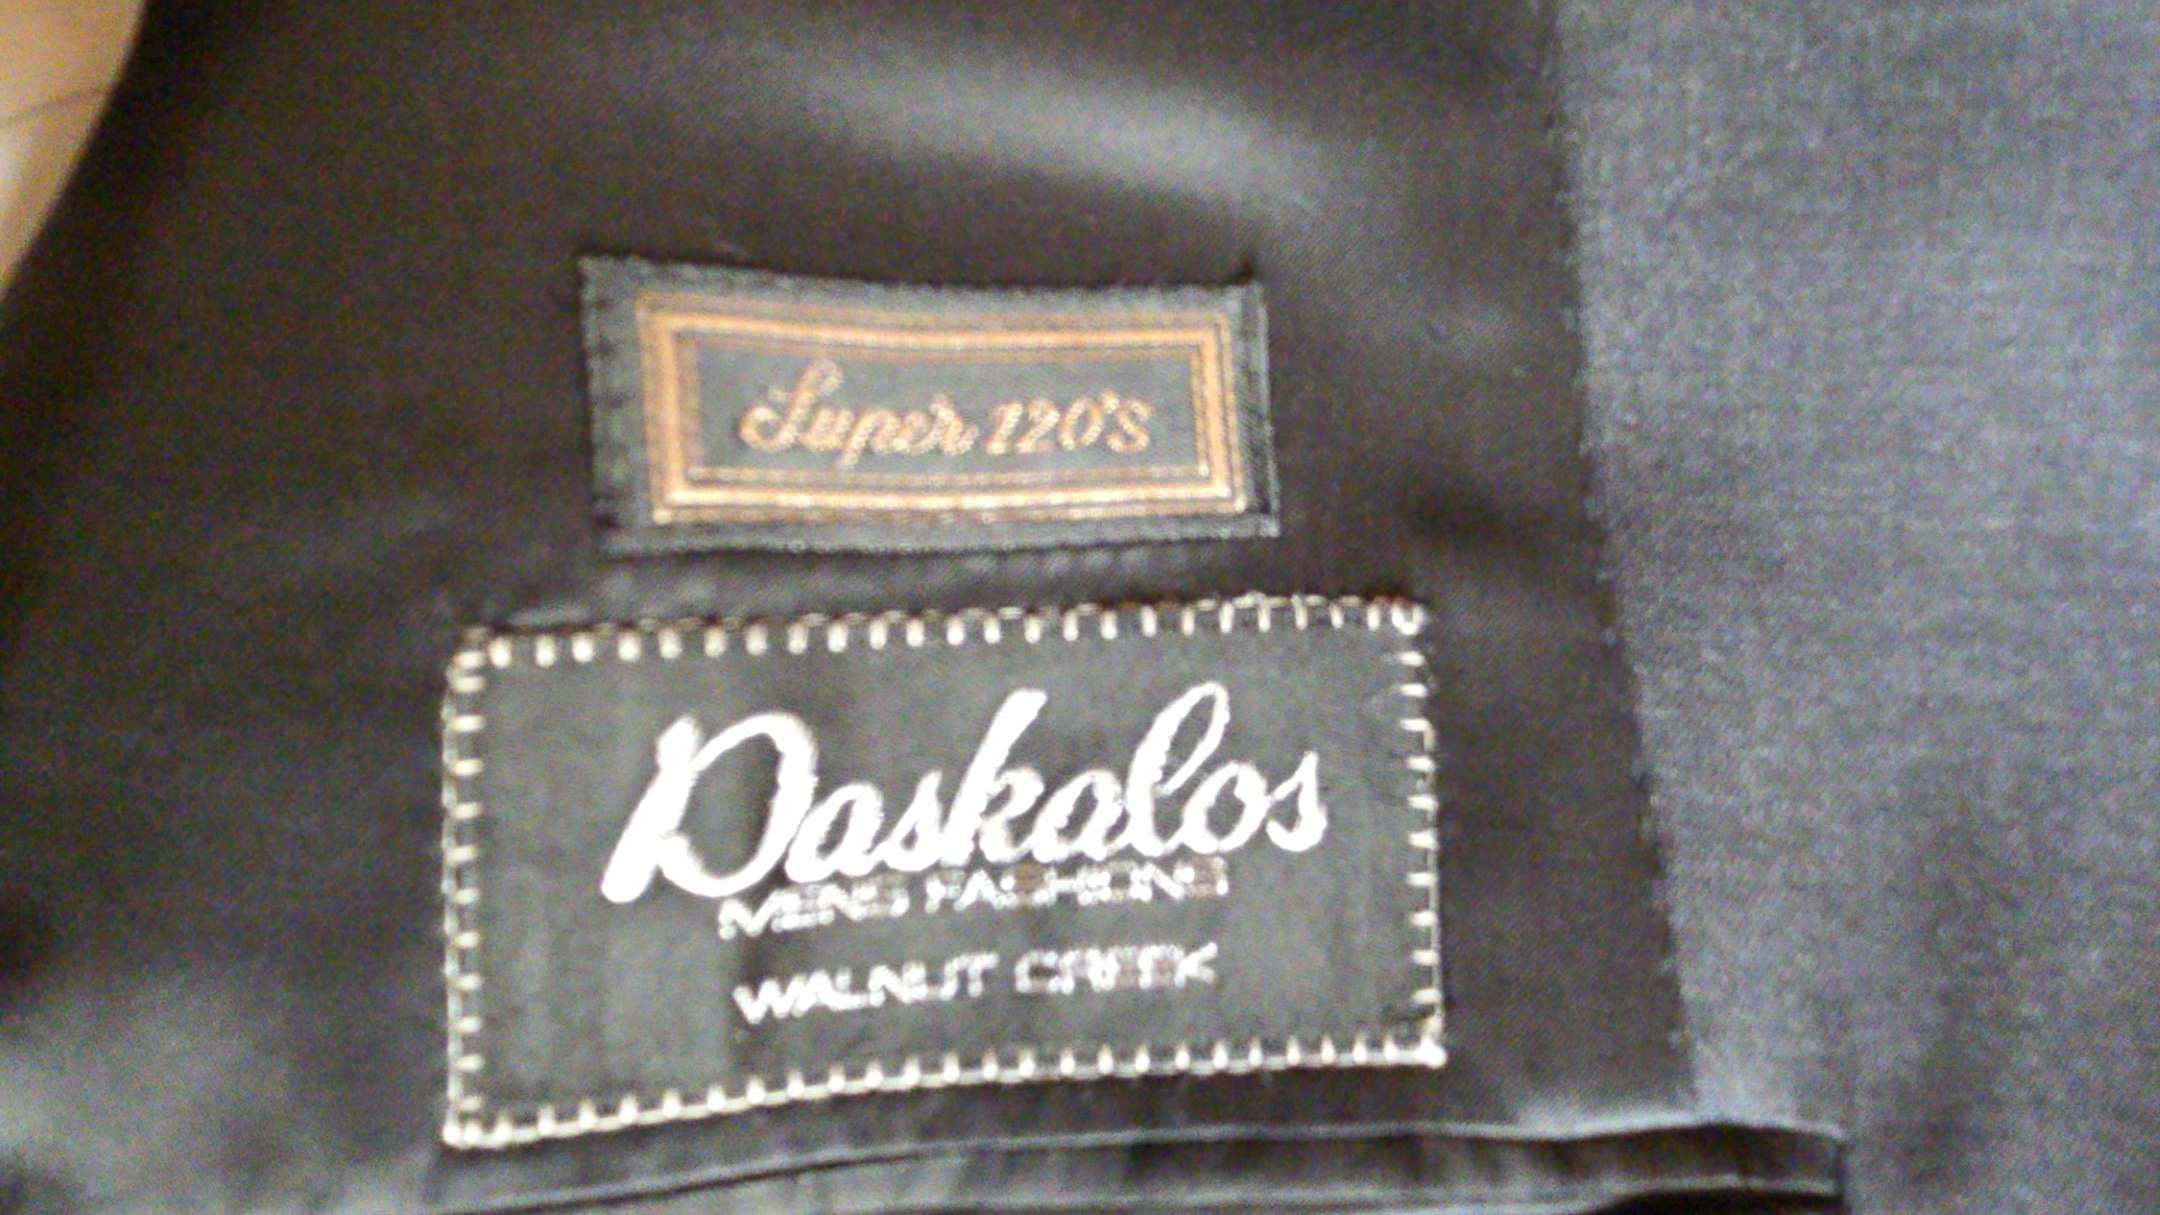 Super 120's
Daskalos
MENS FASHIONS
WALNUT CREEK